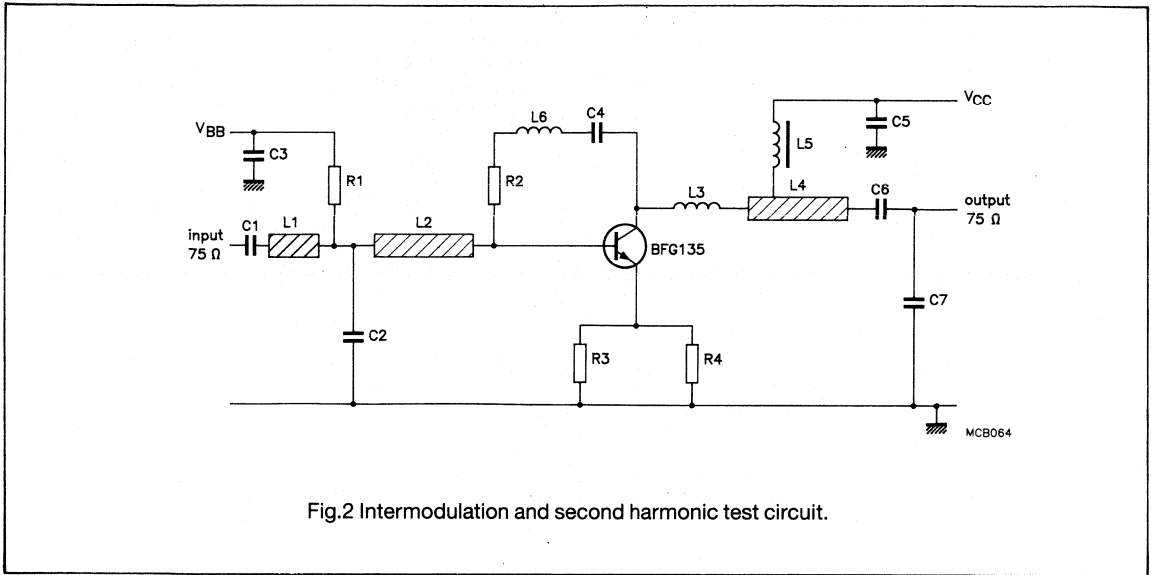 L6
C4
VCC
VBB
C3
R1
R2
L5
C5
L3
L4
C6
output
75 Ω
C1
L1
L2
input
75 Ω
BFG135
C2
R3
R4
C7
MCB064
Fig.2 Intermodulation and second harmonic test circuit.